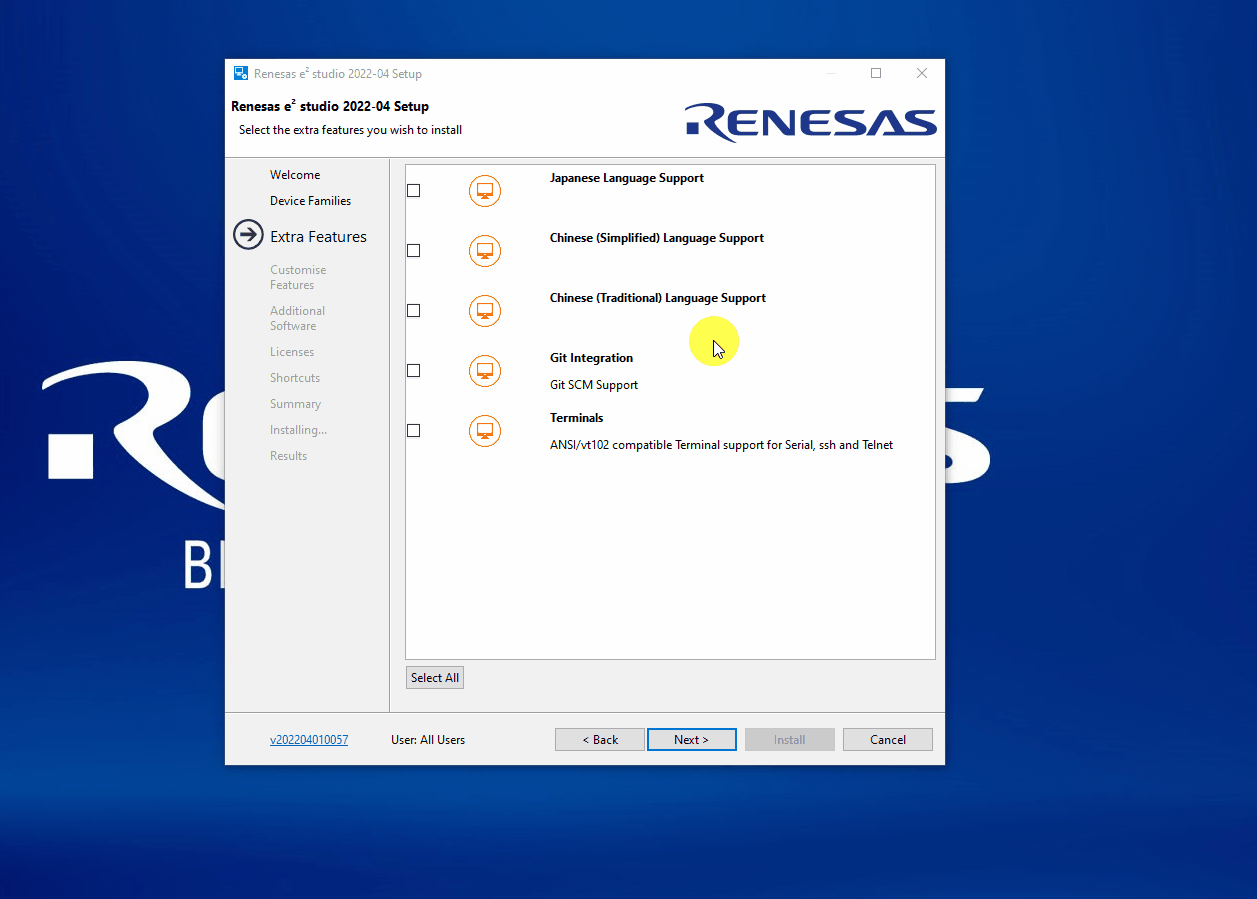 Renesas e² studio 2022-04 Setup
Renesas e² studio 2022-04 Setup
Select the extra features you wish to install
RENESAS
Welcome
Device Families
Extra Features
Customise
Features
Additional
Software
Licenses
Shortcuts
Summary
Installing...
Results
Japanese Language Support
Chinese (Simplified) Language Support
Chinese (Traditional) Language Support
Git Integration
Git SCM Support
Terminals
ANSI/vt102 compatible Terminal support for Serial, ssh and Telnet
Select All
v202204010057
User: All Users
< Back
Next >
Install
Cancel